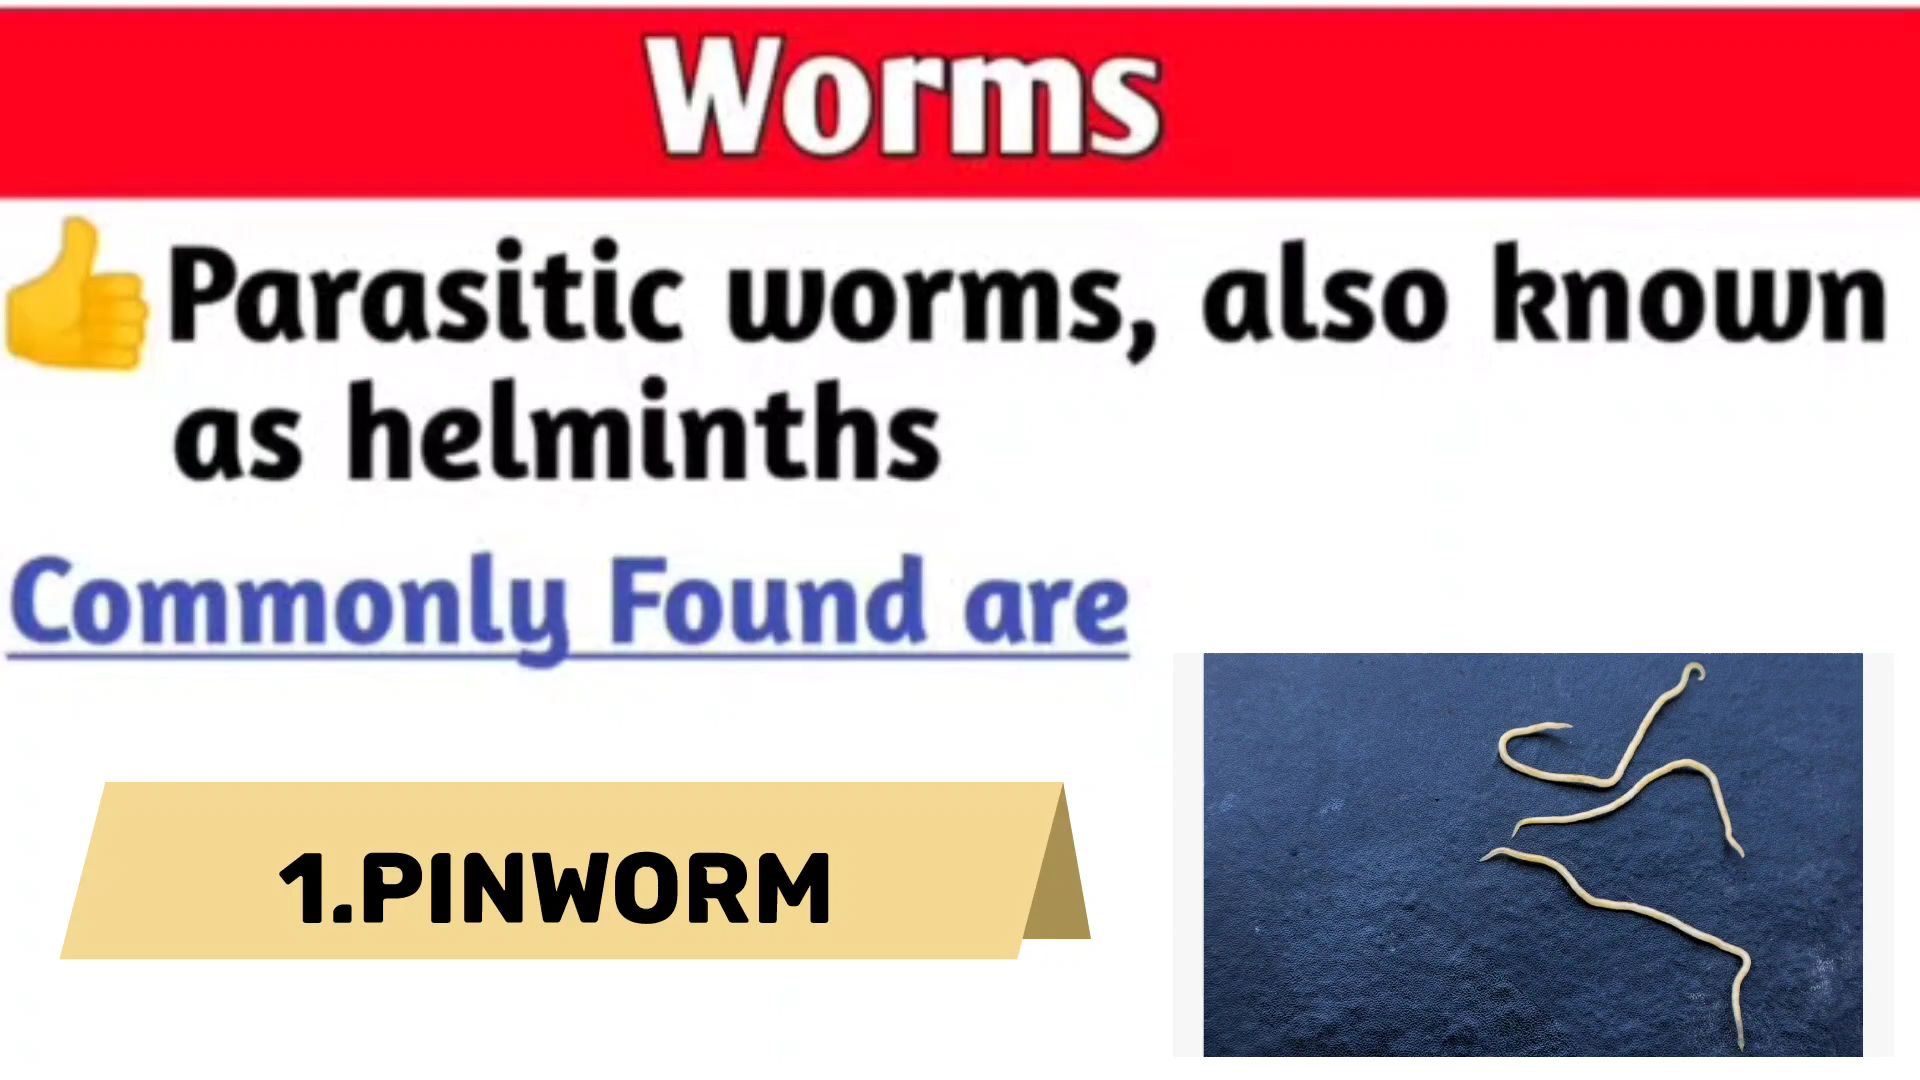 Worms
Parasitic worms, also known
as helminths
Commonly Found are
1.PINWORM